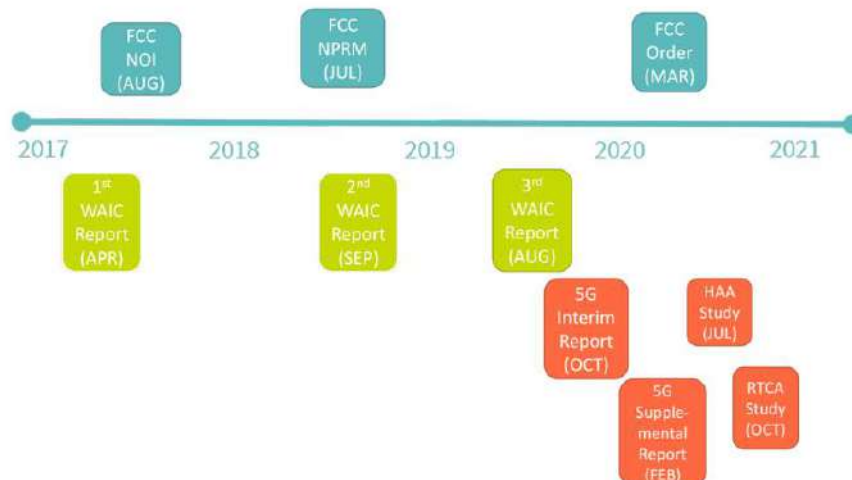 FCC
NOI
(AUG)
FCC
NPRM
(JUL)
FCC
Order
(MAR)
2017
2018
2019
2020
2021
1st
WAIC
Report
(APR)
2nd
WAIC
Report
(SEP)
3rd
WAIC
Report
(AUG)
5G
Interim
Report
(OCT)
HAA
Study
(JUL)
5G
Supple-
mental
Report
(FEB)
RTCA
Study
(OCT)